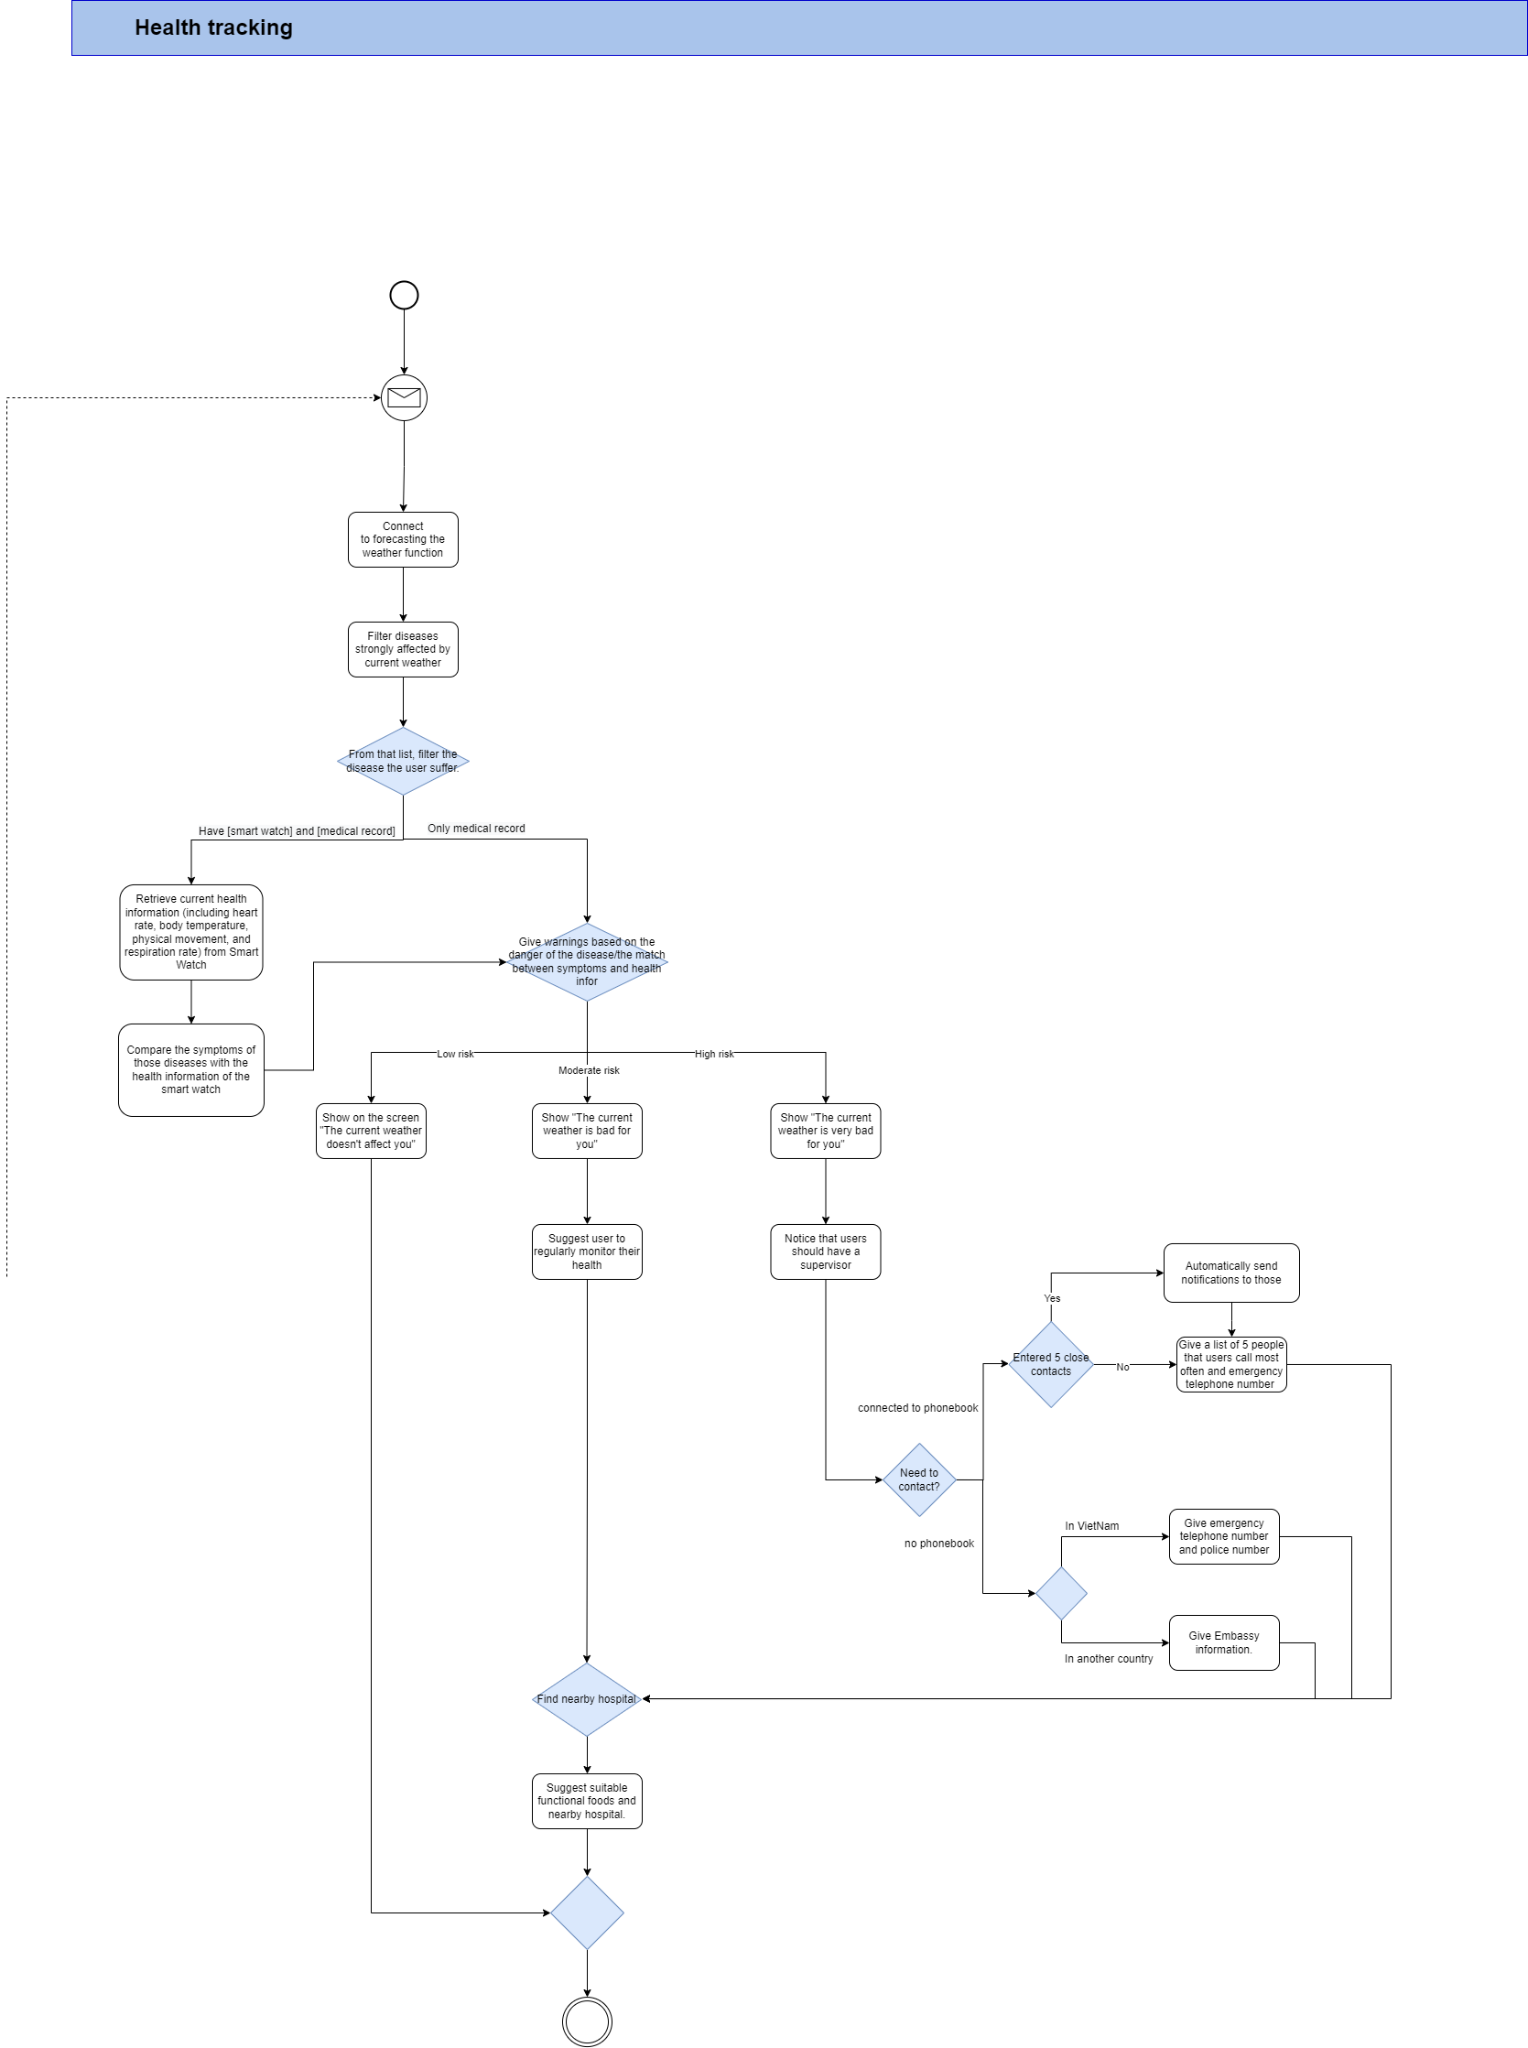 Health tracking
Connect
to forecasting the
weather function
Filter diseases
strongly affected by
current weather
From that list, filter the
disease the user suffer.
Have [smart watch] and [medical record]
Only medical record
Retrieve current health
information (including heart
rate, body temperature,
physical movement, and
respiration rate) from Smart
Watch
Give warnings based on the
danger of the disease/the match
between symptoms and health
infor
Compare the symptoms of
those diseases with the
health information of the
smart watch
Low risk
Moderate risk
High risk
Show on the screen
"The current weather
doesn't affect you"
Show "The current
weather is bad for
you"
Show "The current
weather is very bad
for you"
Suggest user to
regularly monitor their
health
Notice that users
should have a
supervisor
Automatically send
notifications to those
Yes
Entered 5 close
contacts
No
Give a list of 5 people
that users call most
often and emergency
telephone number
connected to phonebook
Need to
contact?
no phonebook
In VietNam
Give emergency
telephone number
and police number
Give Embassy
information.
In another country
Find nearby hospital
Suggest suitable
functional foods and
nearby hospital.